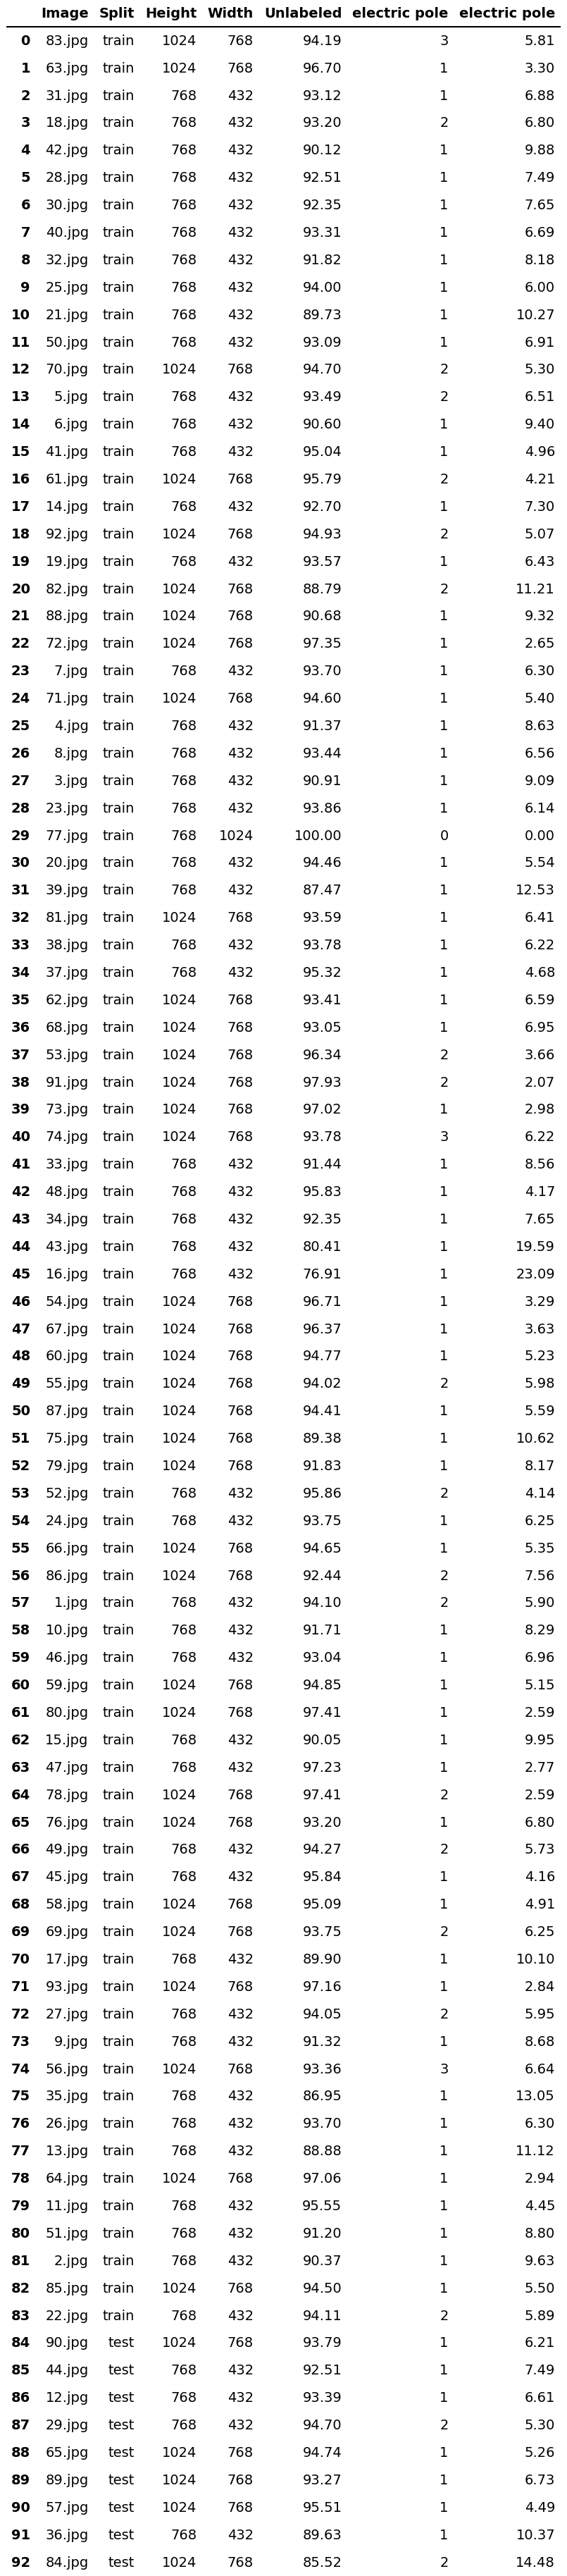 Image Split Height Width Unlabeled electric pole electric pole
0 83.jpg train 1024 768 94.19 3 5.81
1 63.jpg train 1024 768 96.70 1 3.30
2 31.jpg train 768 432 93.12 1 6.88
3 18.jpg train 768 432 93.20 2 6.80
4 42.jpg train 768 432 90.12 1 9.88
5 28.jpg train 768 432 92.51 1 7.49
6 30.jpg train 768 432 92.35 1 7.65
7 40.jpg train 768 432 93.31 1 6.69
8 32.jpg train 768 432 91.82 1 8.18
9 25.jpg train 768 432 94.00 1 6.00
10 21.jpg train 768 432 89.73 1 10.27
11 50.jpg train 768 432 93.09 1 6.91
12 70.jpg train 1024 768 94.70 2 5.30
13 5.jpg train 768 432 93.49 2 6.51
14 6.jpg train 768 432 90.60 1 9.40
15 41.jpg train 768 432 95.04 1 4.96
16 61.jpg train 1024 768 95.79 2 4.21
17 14.jpg train 768 432 92.70 1 7.30
18 92.jpg train 1024 768 94.93 2 5.07
19 19.jpg train 768 432 93.57 1 6.43
20 82.jpg train 1024 768 88.79 2 11.21
21 88.jpg train 1024 768 90.68 1 9.32
22 72.jpg train 1024 768 97.35 1 2.65
23 7.jpg train 768 432 93.70 1 6.30
24 71.jpg train 1024 768 94.60 1 5.40
25 4.jpg train 768 432 91.37 1 8.63
26 8.jpg train 768 432 93.44 1 6.56
27 3.jpg train 768 432 90.91 1 9.09
28 23.jpg train 768 432 93.86 1 6.14
29 77.jpg train 768 1024 100.00 0 0.00
30 20.jpg train 768 432 94.46 1 5.54
31 39.jpg train 768 432 87.47 1 12.53
32 81.jpg train 1024 768 93.59 1 6.41
33 38.jpg train 768 432 93.78 1 6.22
34 37.jpg train 768 432 95.32 1 4.68
35 62.jpg train 1024 768 93.41 1 6.59
36 68.jpg train 1024 768 93.05 1 6.95
37 53.jpg train 1024 768 96.34 2 3.66
38 91.jpg train 1024 768 97.93 2 2.07
39 73.jpg train 1024 768 97.02 1 2.98
40 74.jpg train 1024 768 93.78 3 6.22
41 33.jpg train 768 432 91.44 1 8.56
42 48.jpg train 768 432 95.83 1 4.17
43 34.jpg train 768 432 92.35 1 7.65
44 43.jpg train 768 432 80.41 1 19.59
45 16.jpg train 768 432 76.91 1 23.09
46 54.jpg train 1024 768 96.71 1 3.29
47 67.jpg train 1024 768 96.37 1 3.63
48 60.jpg train 1024 768 94.77 1 5.23
49 55.jpg train 1024 768 94.02 2 5.98
50 87.jpg train 1024 768 94.41 1 5.59
51 75.jpg train 1024 768 89.38 1 10.62
52 79.jpg train 1024 768 91.83 1 8.17
53 52.jpg train 768 432 95.86 2 4.14
54 24.jpg train 768 432 93.75 1 6.25
55 66.jpg train 1024 768 94.65 1 5.35
56 86.jpg train 1024 768 92.44 2 7.56
57 1.jpg train 768 432 94.10 2 5.90
58 10.jpg train 768 432 91.71 1 8.29
59 46.jpg train 768 432 93.04 1 6.96
60 59.jpg train 1024 768 94.85 1 5.15
61 80.jpg train 1024 768 97.41 1 2.59
62 15.jpg train 768 432 90.05 1 9.95
63 47.jpg train 768 432 97.23 1 2.77
64 78.jpg train 1024 768 97.41 2 2.59
65 76.jpg train 1024 768 93.20 1 6.80
66 49.jpg train 768 432 94.27 2 5.73
67 45.jpg train 768 432 95.84 1 4.16
68 58.jpg train 1024 768 95.09 1 4.91
69 69.jpg train 1024 768 93.75 2 6.25
70 17.jpg train 768 432 89.90 1 10.10
71 93.jpg train 1024 768 97.16 1 2.84
72 27.jpg train 768 432 94.05 2 5.95
73 9.jpg train 768 432 91.32 1 8.68
74 56.jpg train 1024 768 93.36 3 6.64
75 35.jpg train 768 432 86.95 1 13.05
76 26.jpg train 768 432 93.70 1 6.30
77 13.jpg train 768 432 88.88 1 11.12
78 64.jpg train 1024 768 97.06 1 2.94
79 11.jpg train 768 432 95.55 1 4.45
80 51.jpg train 768 432 91.20 1 8.80
81 2.jpg train 768 432 90.37 1 9.63
82 85.jpg train 1024 768 94.50 1 5.50
83 22.jpg train 768 432 94.11 2 5.89
84 90.jpg test 1024 768 93.79 1 6.21
85 44.jpg test 768 432 92.51 1 7.49
86 12.jpg test 768 432 93.39 1 6.61
87 29.jpg test 768 432 94.70 2 5.30
88 65.jpg test 1024 768 94.74 1 5.26
89 89.jpg test 1024 768 93.27 1 6.73
90 57.jpg test 1024 768 95.51 1 4.49
91 36.jpg test 768 432 89.63 1 10.37
92 84.jpg test 1024 768 85.52 2 14.48